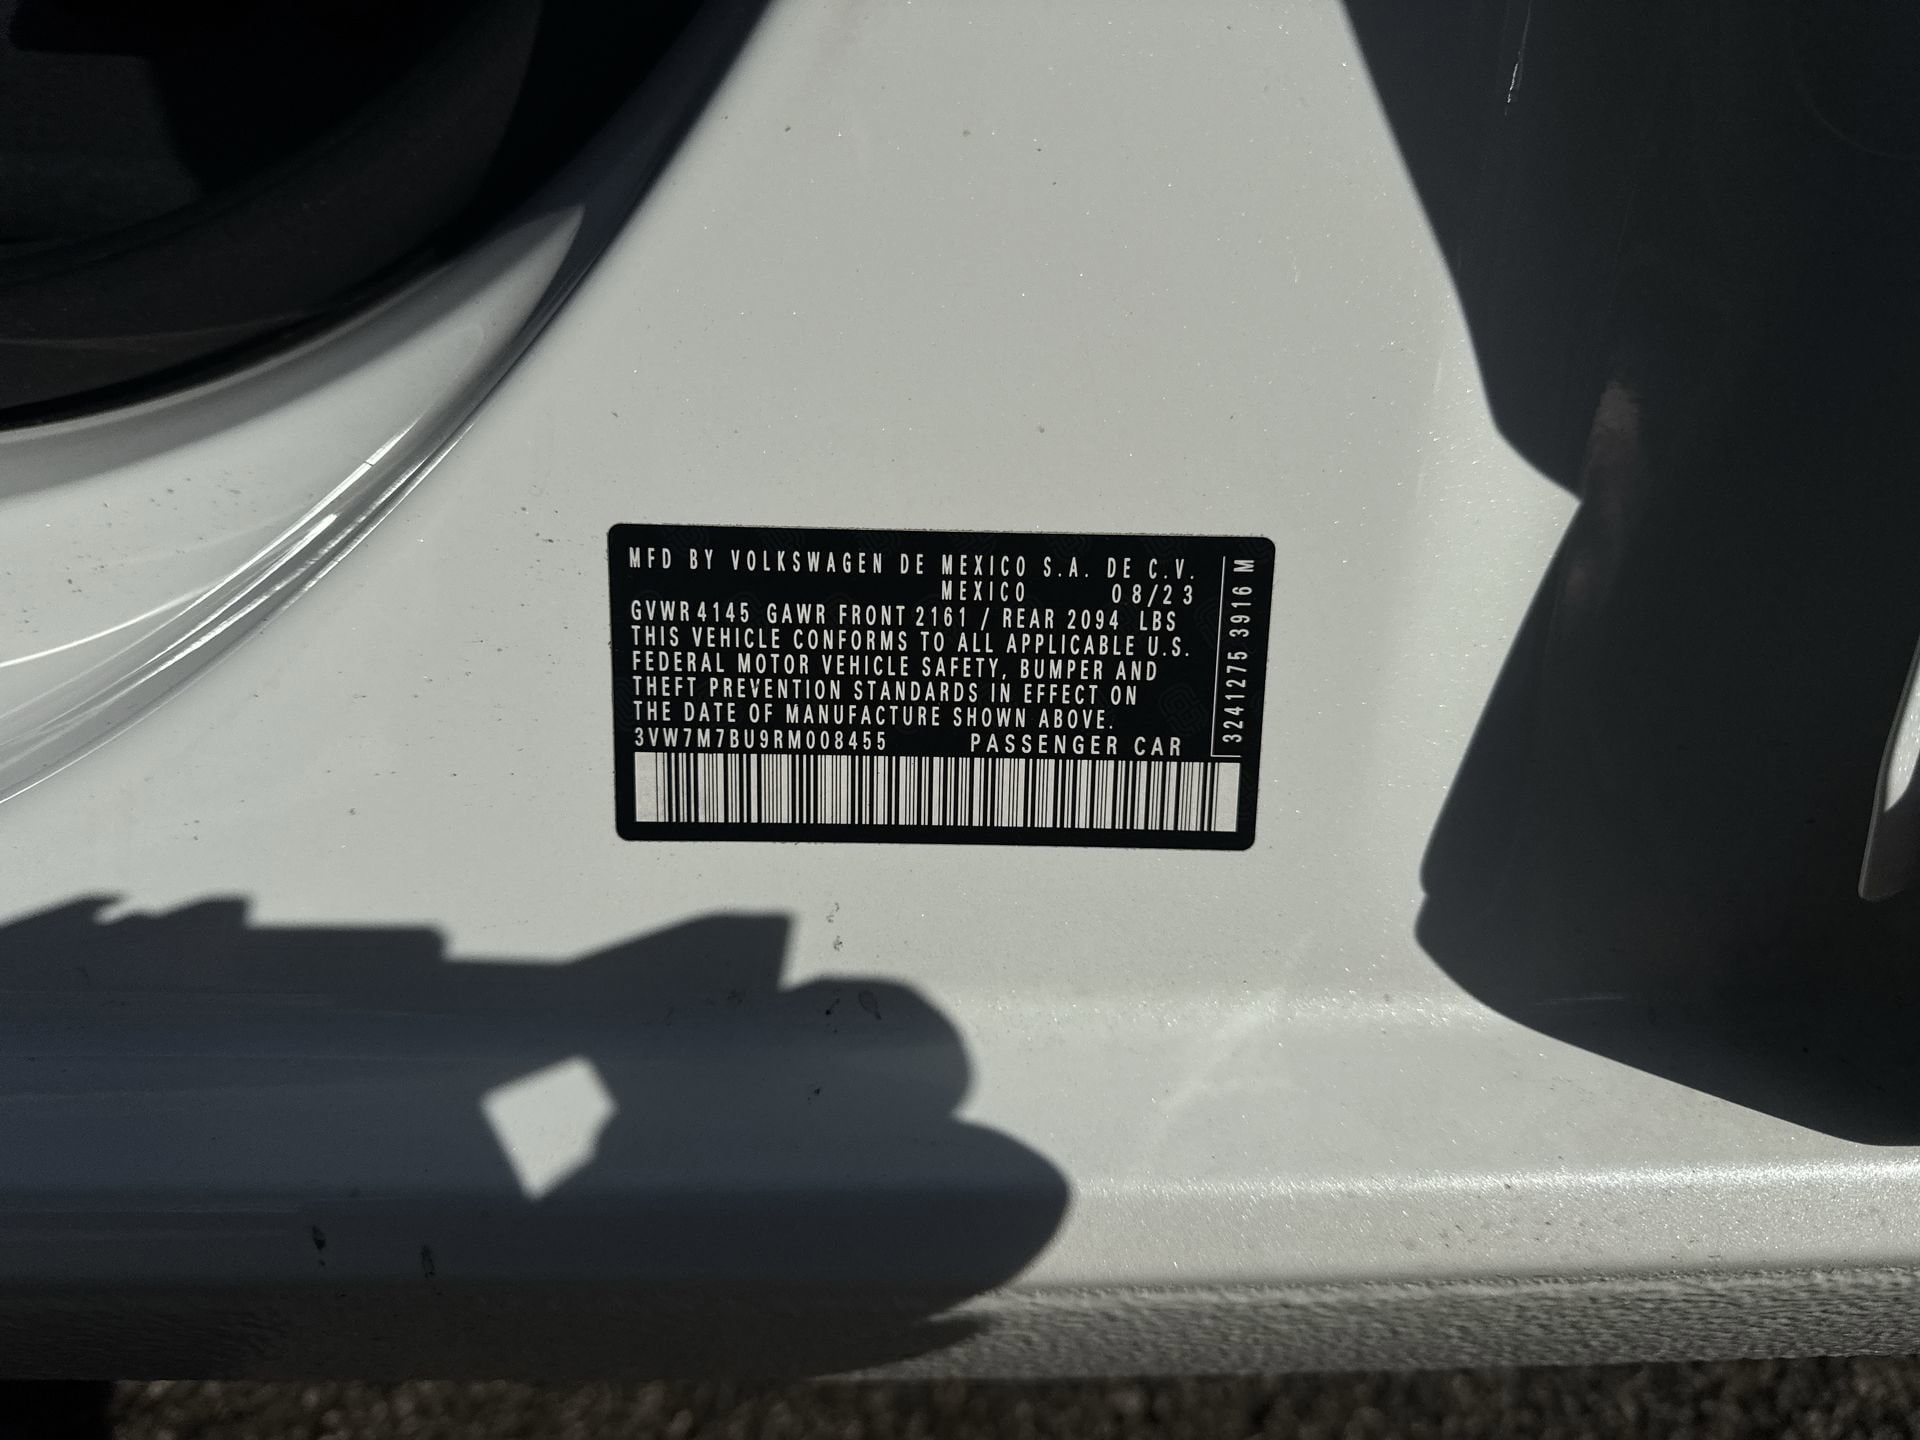 MFD BY VOLKSWAGEN DE MEXICO S.A. DE C.V.
MEXICO 08/23
GVWR 4145 GAWR FRONT 2161 / REAR 2094 LBS
THIS VEHICLE CONFORMS TO ALL APPLICABLE U.S.
FEDERAL MOTOR VEHICLE SAFETY, BUMPER AND
THEFT PREVENTION STANDARDS IN EFFECT ON
THE DATE OF MANUFACTURE SHOWN ABOVE.
3VW7M7BU9RM008455 PASSENGER CAR
3241275 3916 M